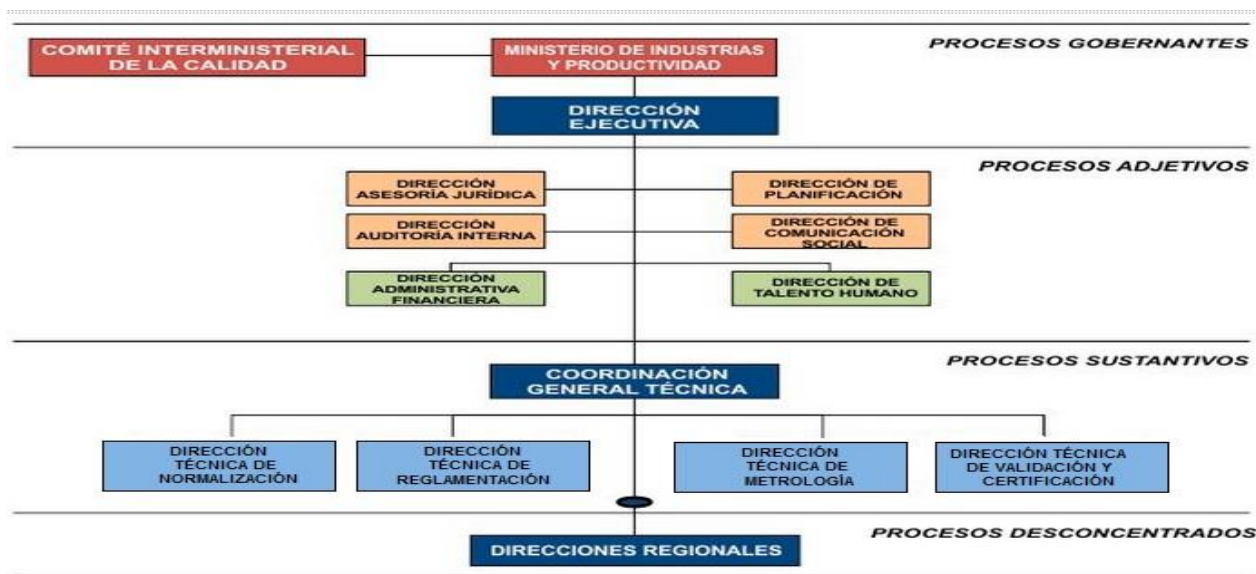 PROCESOS GOBERNANTES
COMITÉ INTERMINISTERIAL
DE LA CALIDAD
MINISTERIO DE INDUSTRIAS
Y PRODUCTIVIDAD
DIRECCIÓN
EJECUTIVA
PROCESOS ADJETIVOS
DIRECCIÓN
ASESORÍA JURÍDICA
DIRECCIÓN DE
PLANIFICACIÓN
DIRECCIÓN
AUDITORÍA INTERNA
DIRECCIÓN DE
COMUNICACIÓN
SOCIAL
DIRECCIÓN
ADMINISTRATIVA
FINANCIERA
DIRECCIÓN DE
TALENTO HUMANO
PROCESOS SUSTANTIVOS
COORDINACIÓN
GENERAL TÉCNICA
DIRECCIÓN
TÉCNICA DE
NORMALIZACIÓN
DIRECCIÓN
TÉCNICA DE
REGLAMENTACIÓN
DIRECCIÓN
TÉCNICA DE
METROLOGÍA
DIRECCIÓN TÉCNICA
DE VALIDACIÓN Y
CERTIFICACIÓN
PROCESOS DESCONCENTRADOS
DIRECCIONES REGIONALES